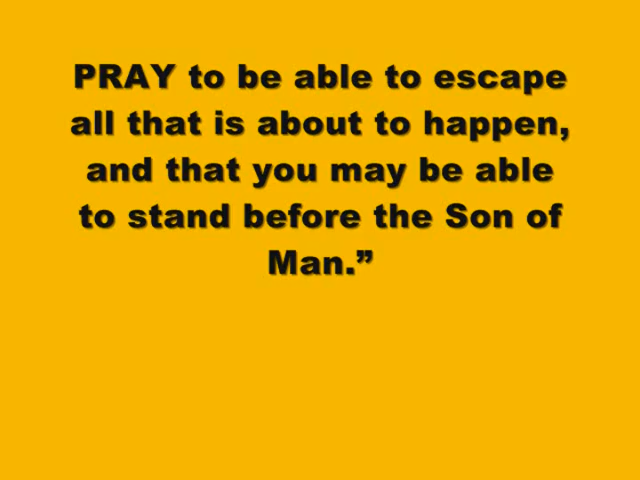 PRAY to be able to escape
all that is about to happen,
and that you may be able
to stand before the Son of
Man.”